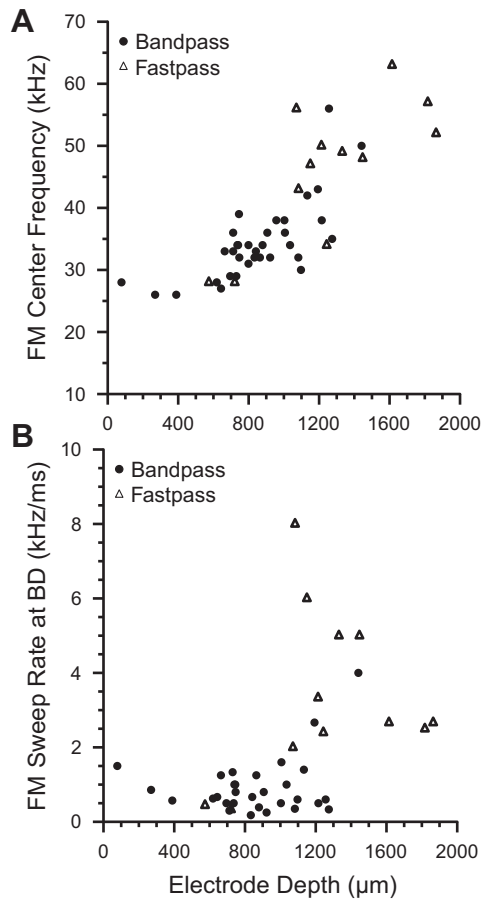 A
70
60
50
40
30
20
10
FM Center Frequency (kHz)
● Bandpass
△ Fastpass
0 400 800 1200 1600 2000
B
10
8
6
4
2
0
FM Sweep Rate at BD (kHz/ms)
● Bandpass
△ Fastpass
0 400 800 1200 1600 2000
Electrode Depth (µm)